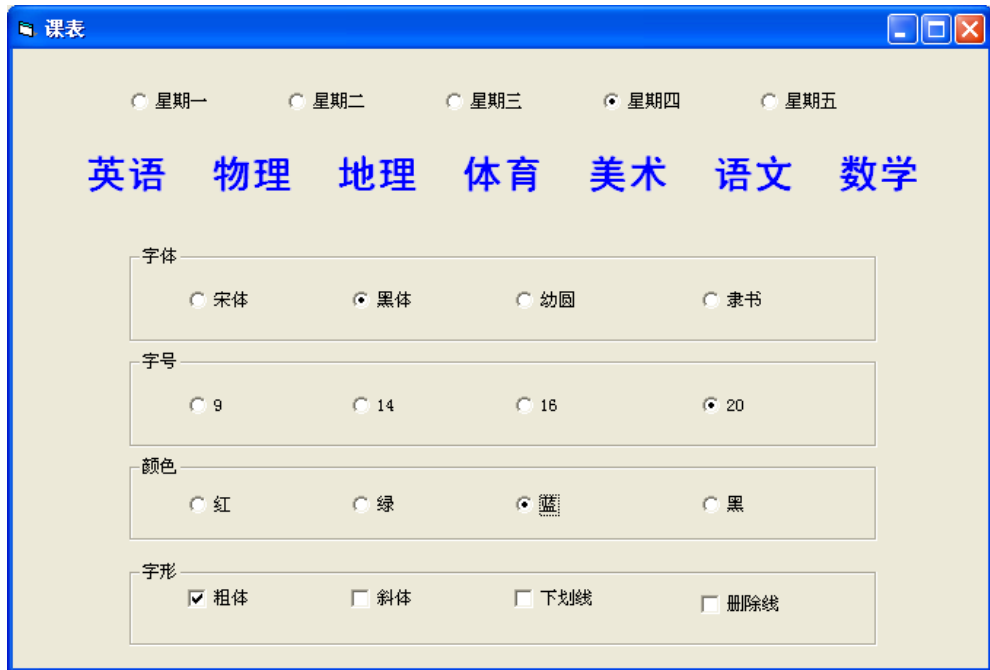 课表
星期一 星期二 星期三 星期四 星期五
英语 物理 地理 体育 美术 语文 数学
字体
宋体 黑体 幼圆 隶书
字号
9 14 16 20
颜色
红 绿 蓝 黑
字形
粗体 斜体 下划线 删除线